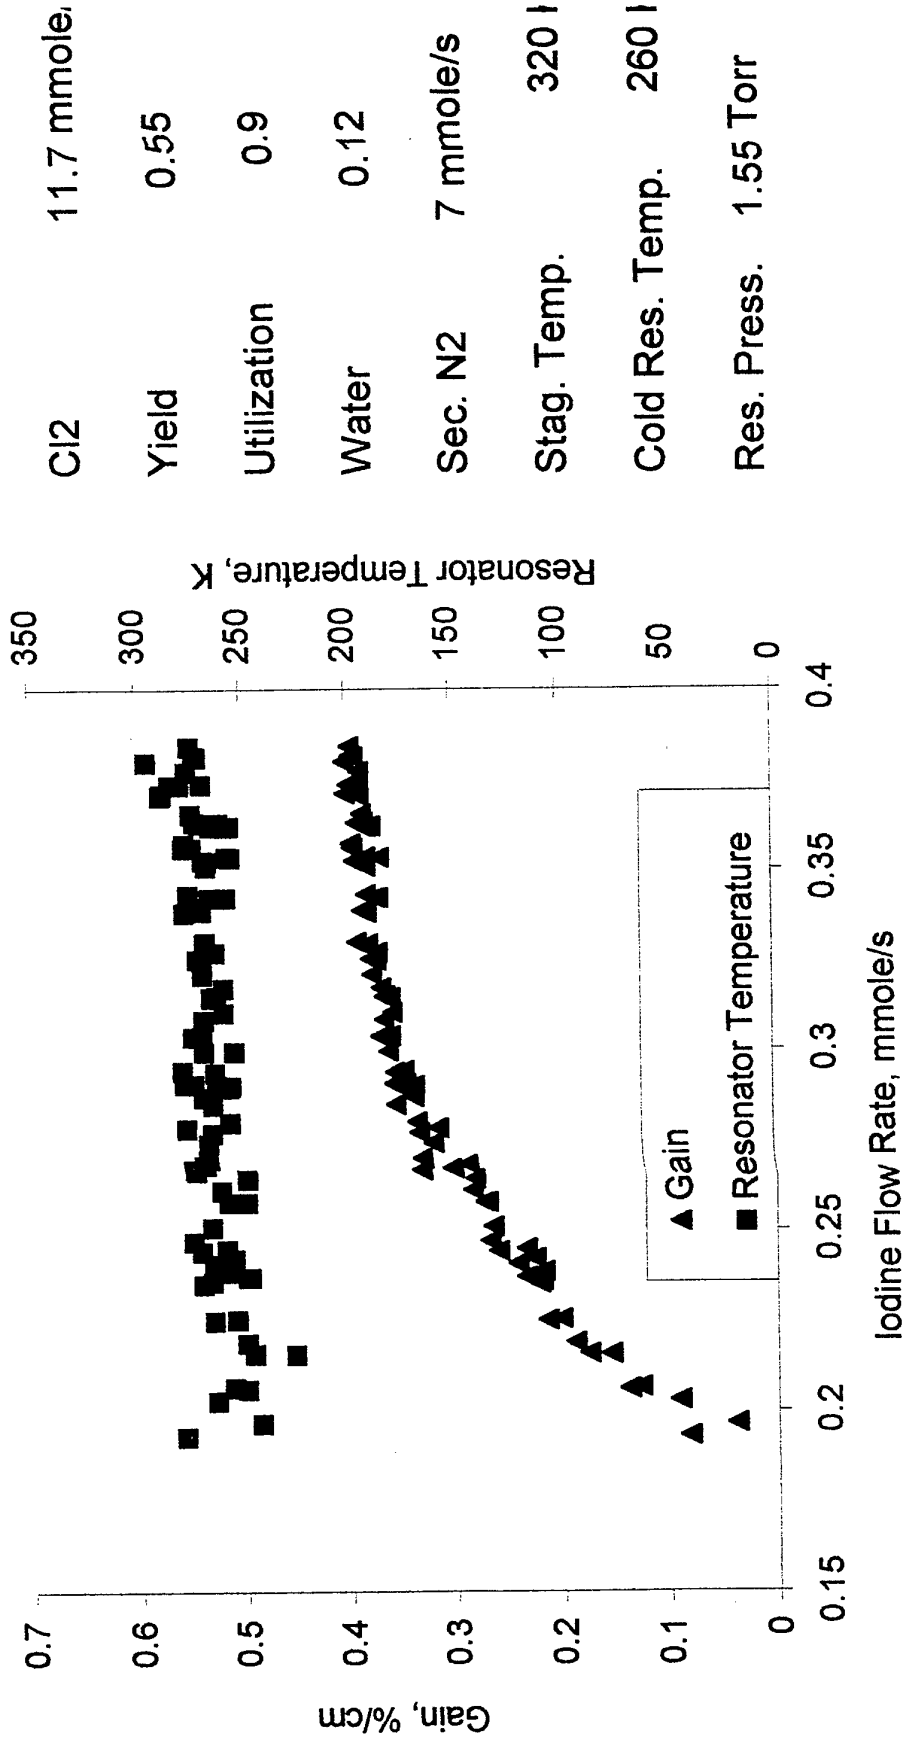 Gain, %/cm
0.7
0.6
0.5
0.4
0.3
0.2
0.1
0
0.15
0.2
0.25
0.3
0.35
0.4
Iodine Flow Rate, mmole/s
Gain
Resonator Temperature
350
300
250
200
150
100
50
0
Resonator Temperature, K
Cl2 11.7 mmole/
Yield 0.55
Utilization 0.9
Water 0.12
Sec. N2 7 mmole/s
Stag. Temp. 320
Cold Res. Temp. 260
Res. Press. 1.55 Torr